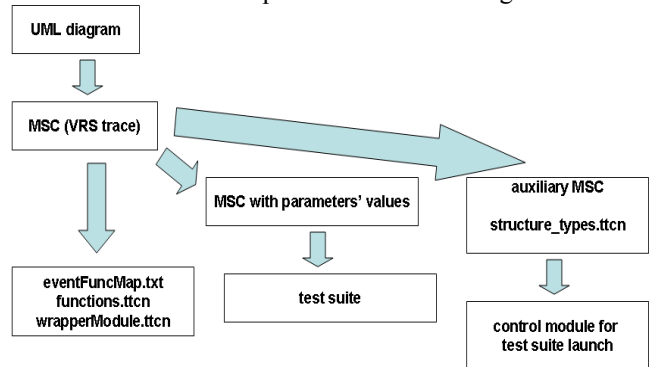 UML diagram
MSC (VRS trace)
MSC with parameters' values
auxiliary MSC
structure_types.ttcn
eventFuncMap.txt
functions.ttcn
wrapperModule.ttcn
test suite
control module for
test suite launch